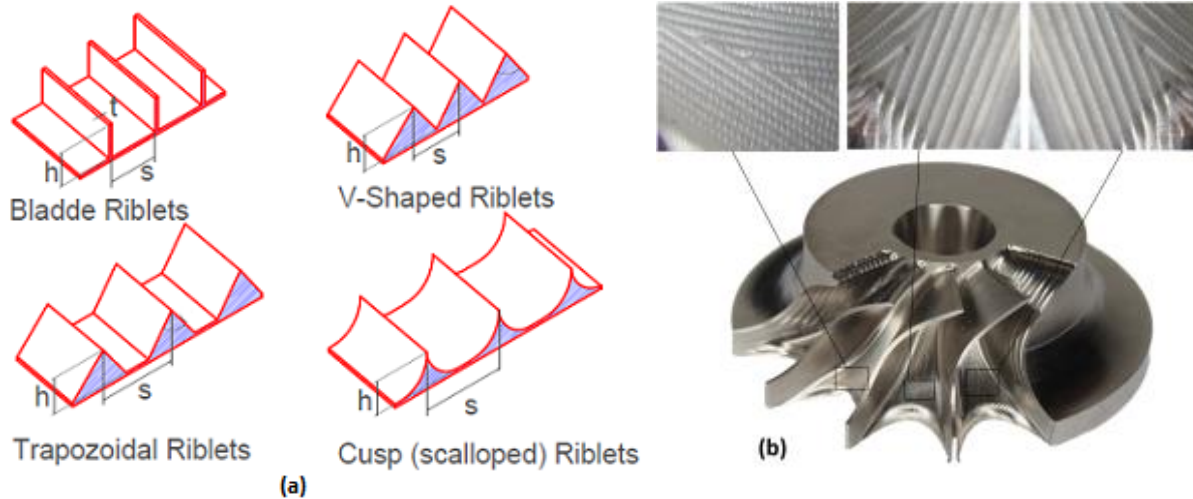 t
h
s
Bladde Riblets
h
s
V-Shaped Riblets
h
s
Trapozoidal Riblets
h
s
Cusp (scalloped) Riblets
(a)
(b)